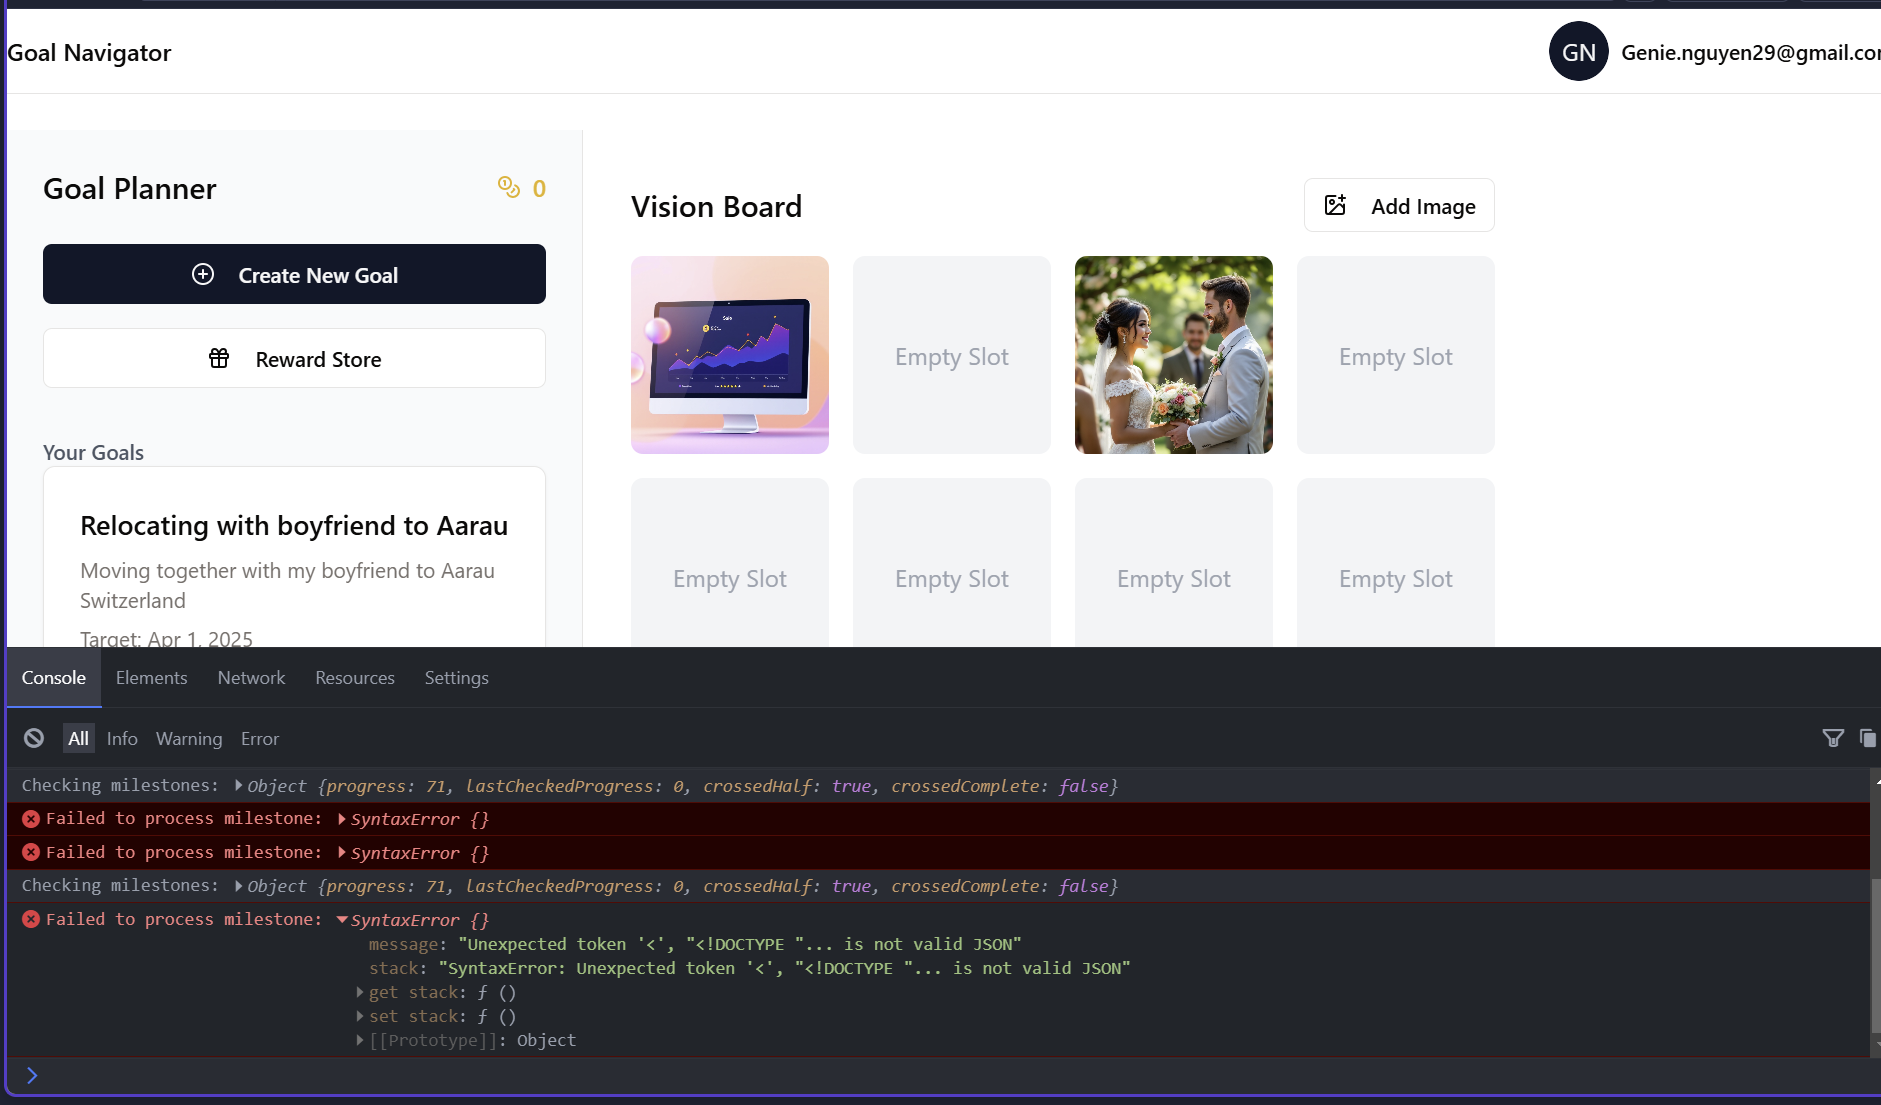 Goal Navigator
GN
Genie.nguyen29@gmail.co
Goal Planner
0
Create New Goal
Reward Store
Your Goals
Relocating with boyfriend to Aarau
Moving together with my boyfriend to Aarau
Switzerland
Target: Apr 1, 2025
Vision Board
Add Image
Sale
Empty Slot
Empty Slot
Empty Slot
Empty Slot
Empty Slot
Empty Slot
Console
Elements
Network
Resources
Settings
All
Info
Warning
Error
Checking milestones: Object {progress: 71, lastCheckedProgress: 0, crossedHalf: true, crossedComplete: false}
Failed to process milestone: SyntaxError {}
Failed to process milestone: SyntaxError {}
Checking milestones: Object {progress: 71, lastCheckedProgress: 0, crossedHalf: true, crossedComplete: false}
Failed to process milestone: SyntaxError {}
message: "Unexpected token '<', "<!DOCTYPE "... is not valid JSON"
stack: "SyntaxError: Unexpected token '<', "<!DOCTYPE "... is not valid JSON"
get stack: ƒ ()
set stack: ƒ ()
[[Prototype]]: Object